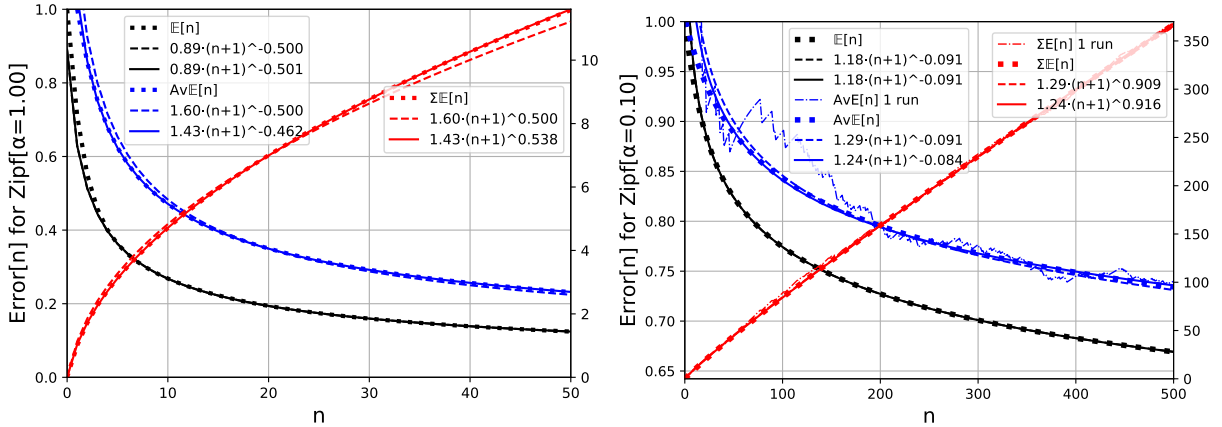 Error[n] for Zipf[α=1.00]
1.0
0.8
0.6
0.4
0.2
0.0
𝔼[n]
0.89·(n+1)^-0.500
0.89·(n+1)^-0.501
Av𝔼[n]
1.60·(n+1)^-0.500
1.43·(n+1)^-0.462
Σ𝔼[n]
1.60·(n+1)^0.500
1.43·(n+1)^0.538
10
8
6
4
2
0
0 10 20 30 40 50
n
Error[n] for Zipf[α=0.10]
1.00
0.95
0.90
0.85
0.80
0.75
0.70
0.65
𝔼[n]
1.18·(n+1)^-0.091
1.18·(n+1)^-0.091
AvE[n] 1 run
Av𝔼[n]
1.29·(n+1)^-0.091
1.24·(n+1)^-0.084
ΣE[n] 1 run
Σ𝔼[n]
1.29·(n+1)^0.909
1.24·(n+1)^0.916
350
300
250
200
150
100
50
0
0 100 200 300 400 500
n